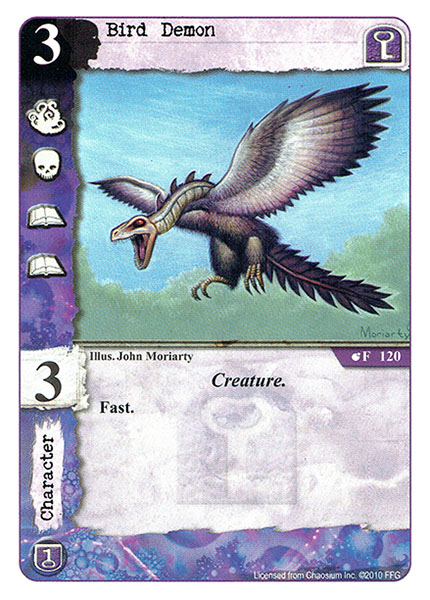 3
Bird Demon
Moriarty
Illus. John Moriarty
F 120
3
Creature.
Fast.
Character
1
Licensed from Chaosium Inc. ©2010 FFG